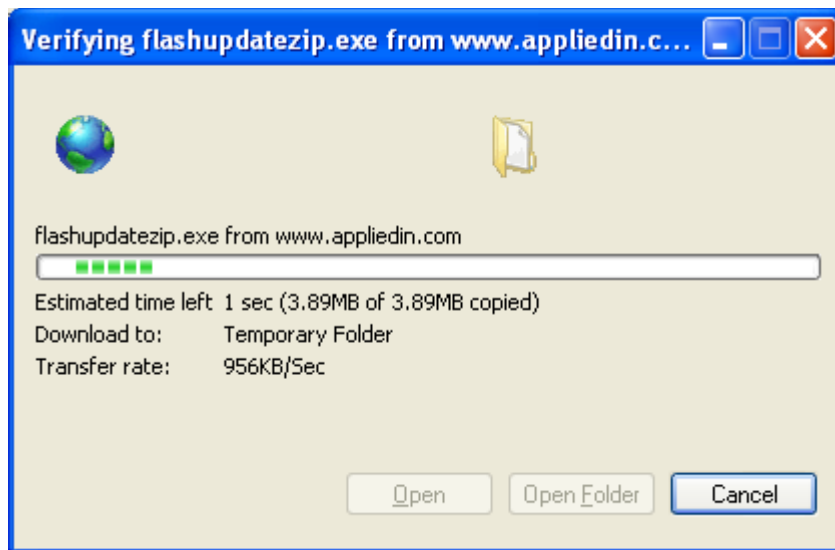 Verifying flashupdatezip.exe from www.appliedin.c...
flashupdatezip.exe from www.appliedin.com
Estimated time left 1 sec (3.89MB of 3.89MB copied)
Download to: Temporary Folder
Transfer rate: 956KB/Sec
Open Open Folder Cancel